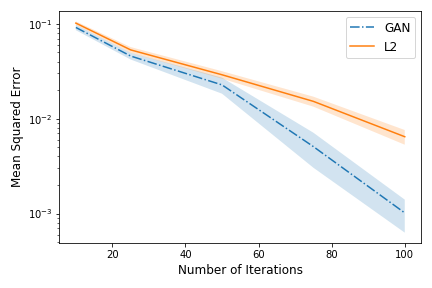 GAN
L2
Mean Squared Error
10⁻¹
10⁻²
10⁻³
20 40 60 80 100
Number of Iterations